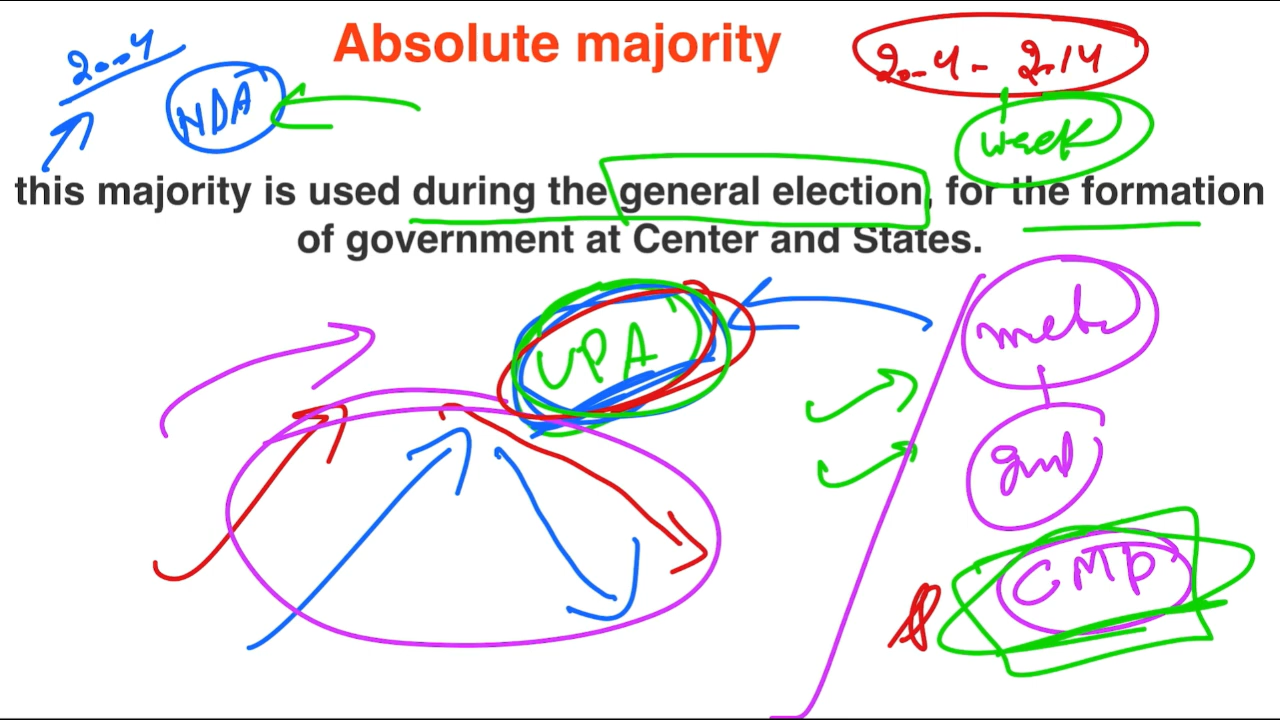 Absolute majority
2004
NDA
2004 - 2014
week
this majority is used during the general election, for the formation
of government at Center and States.
UPA
CMP